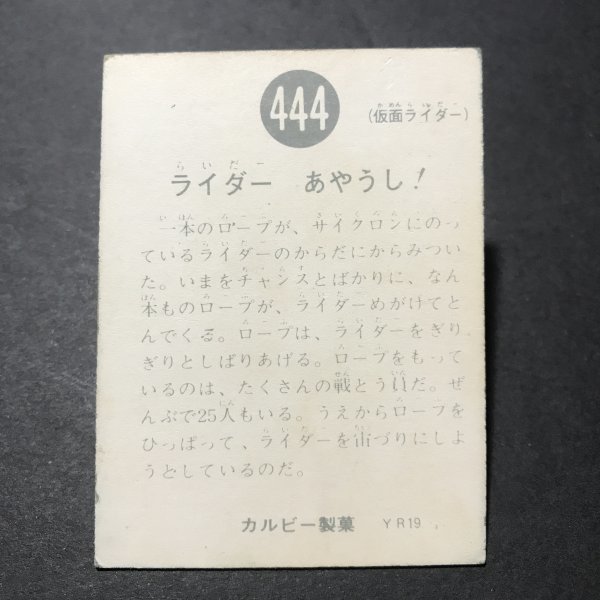 444
(仮面ライダー)
ライダー あやうし!
一本のロープが、サイクロンにのっ
ているライダーのからだにからみつい
た。いまをチャンスとばかりに、なん
本ものロープが、ライダーめがけてと
んでくる。ロープは、ライダーをぎり
ぎりとしばりあげる。ロープをもって
いるのは、たくさんの戦とう員だ。ぜ
んぶで25人もいる。うえからロープを
ひっぱって、ライダーを宙づりにしよ
うとしているのだ。
カルビー製菓 YR19